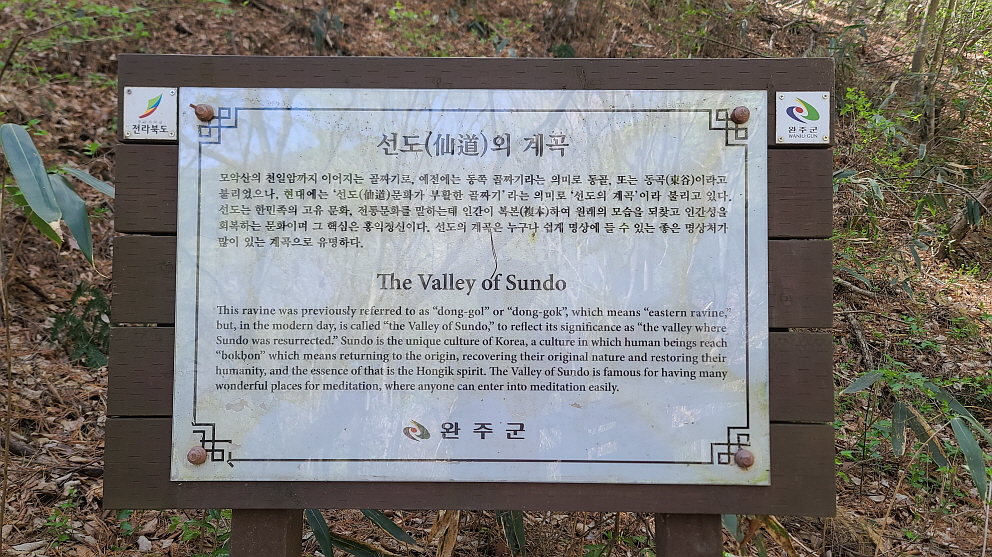 전라북도
완주군
WANJU GUN
선도(仙道)의 계곡
모악산의 천일암까지 이어지는 골짜기로, 예전에는 동쪽 골짜기라는 의미로 동골, 또는 동곡(東谷)이라고
불리었으나, 현대에는 '선도(仙道)문화가 부활한 골짜기'라는 의미로 '선도의 계곡'이라 불리고 있다.
선도는 한민족의 고유 문화, 전통문화를 말하는데 인간이 복본(複本)하여 원래의 모습을 되찾고 인간성을
회복하는 문화이며 그 핵심은 홍익정신이다. 선도의 계곡은 누구나 쉽게 명상에 들 수 있는 좋은 명상처가
많이 있는 계곡으로 유명하다.
The Valley of Sundo
This ravine was previously referred to as “dong-gol” or “dong-gok”, which means “eastern ravine,”
but, in the modern day, is called “the Valley of Sundo,” to reflect its significance as “the valley where
Sundo was resurrected.” Sundo is the unique culture of Korea, a culture in which human beings reach
“bokbon” which means returning to the origin, recovering their original nature and restoring their
humanity, and the essence of that is the Hongik spirit. The Valley of Sundo is famous for having many
wonderful places for meditation, where anyone can enter into meditation easily.
완주군